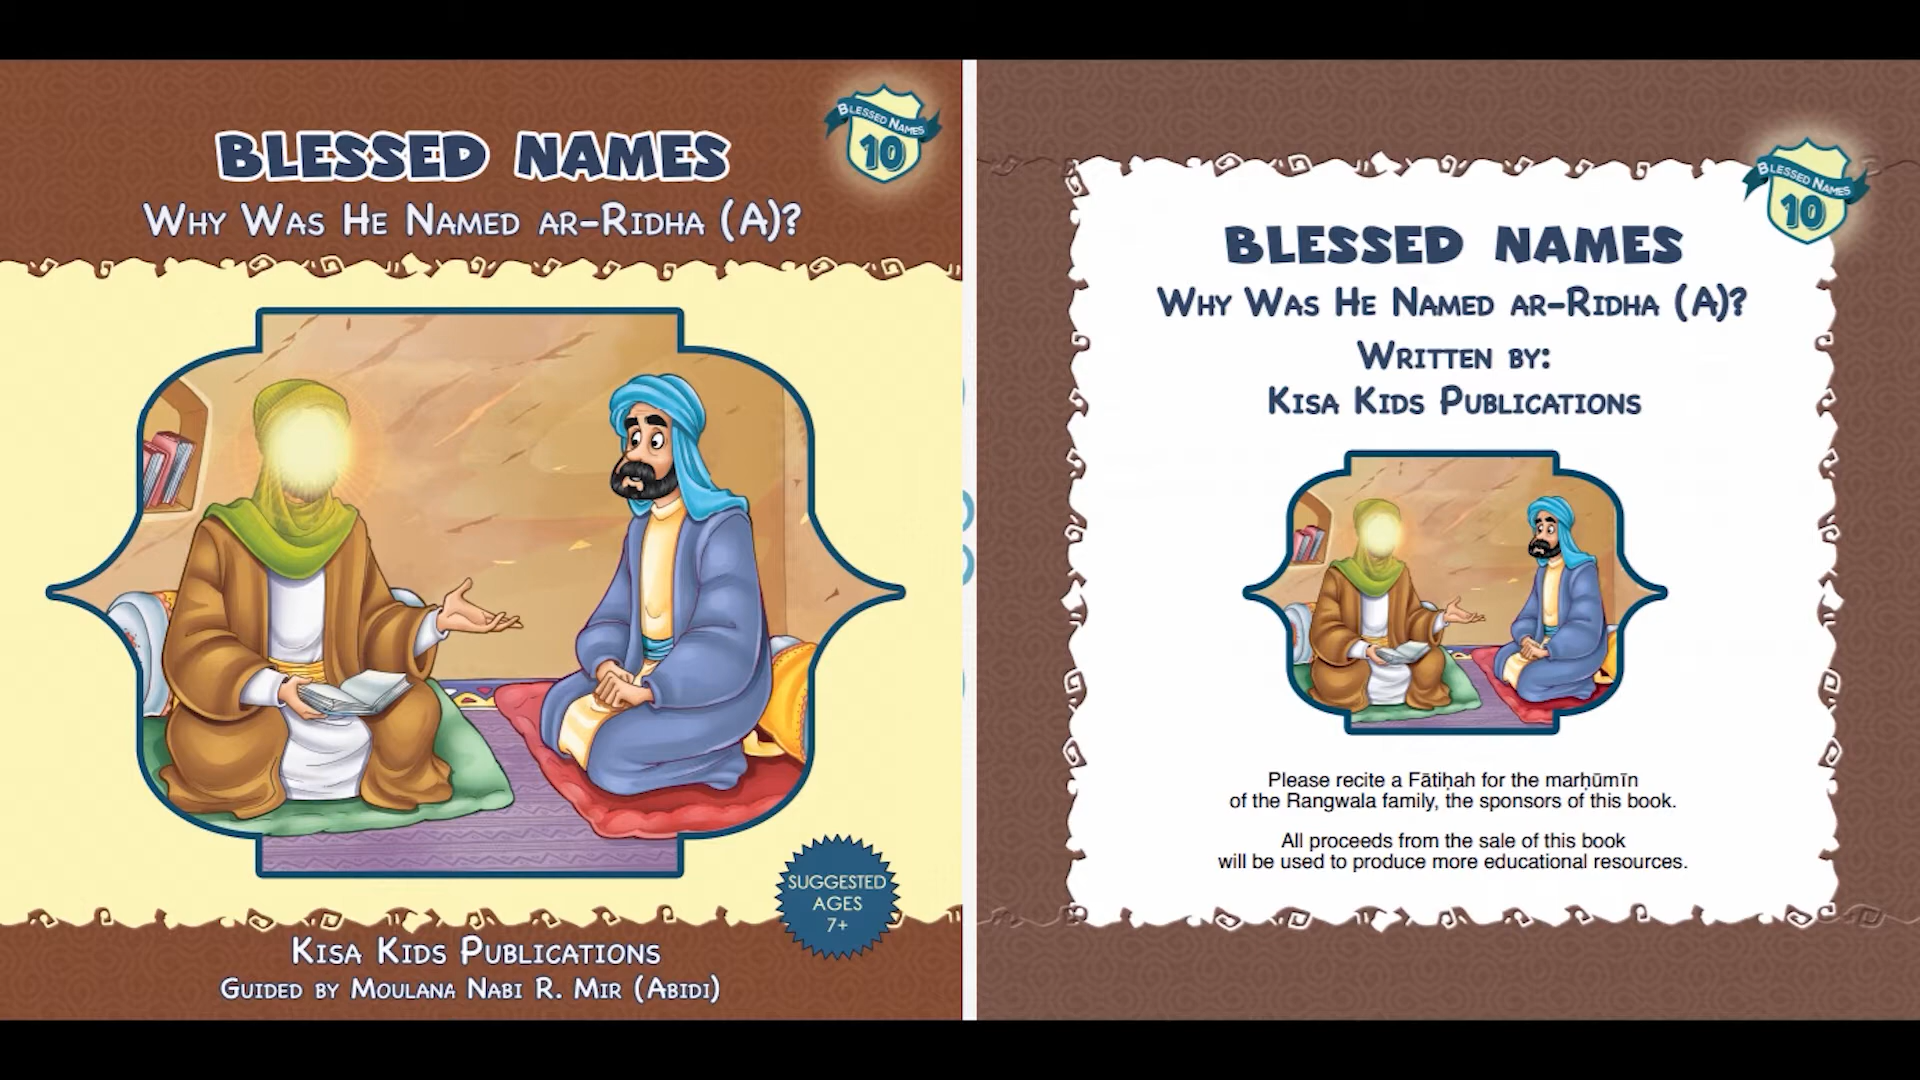 BLESSED NAMES
10
BLESSED NAMES
WHY WAS HE NAMED AR-RIDHA (A)?
SUGGESTED
AGES
7+
KISA KIDS PUBLICATIONS
GUIDED BY MOULANA NABI R. MIR (ABIDI)
BLESSED NAMES
10
BLESSED NAMES
WHY WAS HE NAMED AR-RIDHA (A)?
WRITTEN BY:
KISA KIDS PUBLICATIONS
Please recite a Fātiḥah for the marḥūmīn
of the Rangwala family, the sponsors of this book.
All proceeds from the sale of this book
will be used to produce more educational resources.